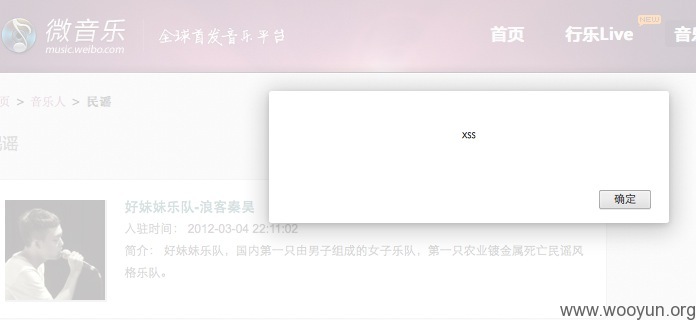 微音乐
music.weibo.com
全球首发音乐平台
首页
行乐Live
NEW
音乐
页 > 音乐人 > 民谣
谣
xss
确定
好妹妹乐队-浪客秦昊
入驻时间： 2012-03-04 22:11:02
简介： 好妹妹乐队，国内第一只由男子组成的女子乐队，第一只农业镀金属死亡民谣风
格乐队。
www.wooyun.org